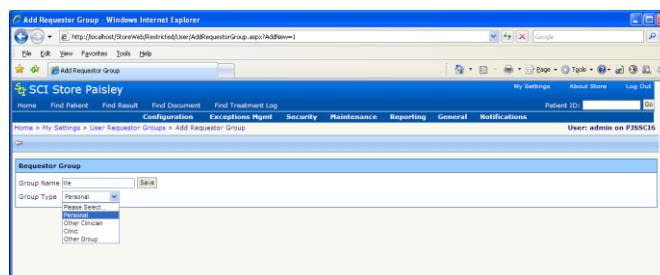 Add Requestor Group - Windows Internet Explorer
http://localhost/StoreWeb/Restricted/User/AddRequestorGroup.aspx?AddNew=1
Google
File Edit View Favorites Tools Help
Add Requestor Group
Page Tools
SCI Store Paisley
My Settings About Store Log Out
Home Find Patient Find Result Find Document Find Treatment Log
Patient ID: Go
Configuration Exceptions Mgmt Security Maintenance Reporting General Notifications
Home > My Settings > User Requestor Groups > Add Requestor Group User: admin on PJSSCI6
Requestor Group
Group Name Me Save
Group Type Personal
Please Select...
Personal
Other Clinician
Clinic
Other Group